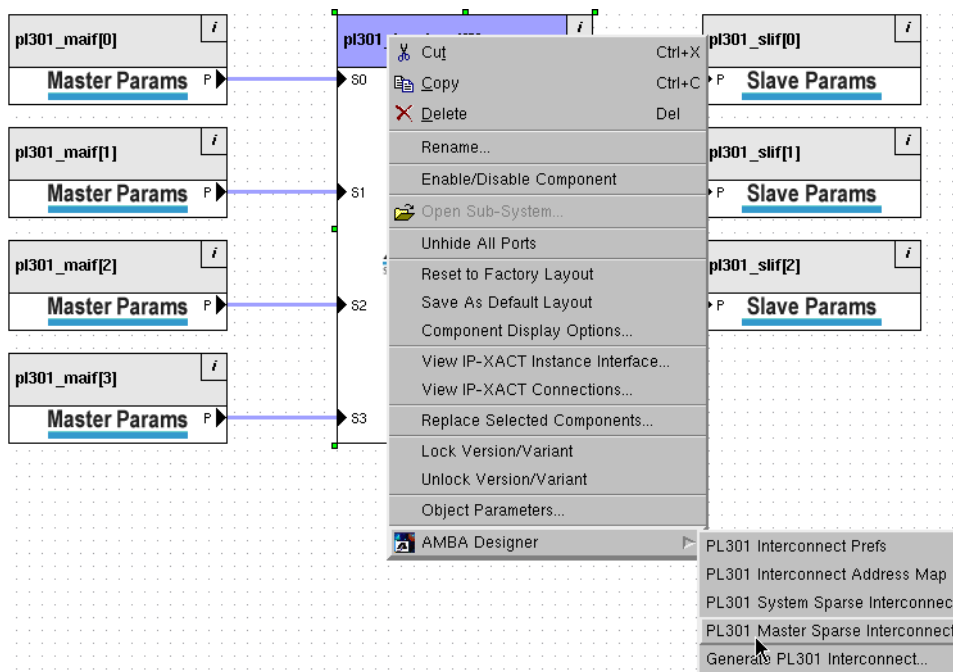 pl301_maif[0]
i
Master Params P
pl301_maif[1]
i
Master Params P
pl301_maif[2]
i
Master Params P
pl301_maif[3]
i
Master Params P
pl301_
i
S0
S1
S2
S3
pl301_slif[0]
i
P Slave Params
pl301_slif[1]
i
P Slave Params
pl301_slif[2]
i
P Slave Params
Cut Ctrl+X
Copy Ctrl+C
Delete Del
Rename...
Enable/Disable Component
Open Sub-System...
Unhide All Ports
Reset to Factory Layout
Save As Default Layout
Component Display Options...
View IP-XACT Instance Interface...
View IP-XACT Connections...
Replace Selected Components...
Lock Version/Variant
Unlock Version/Variant
Object Parameters...
AMBA Designer
PL301 Interconnect Prefs
PL301 Interconnect Address Map
PL301 System Sparse Interconnec
PL301 Master Sparse Interconnect
Generate PL301 Interconnect...